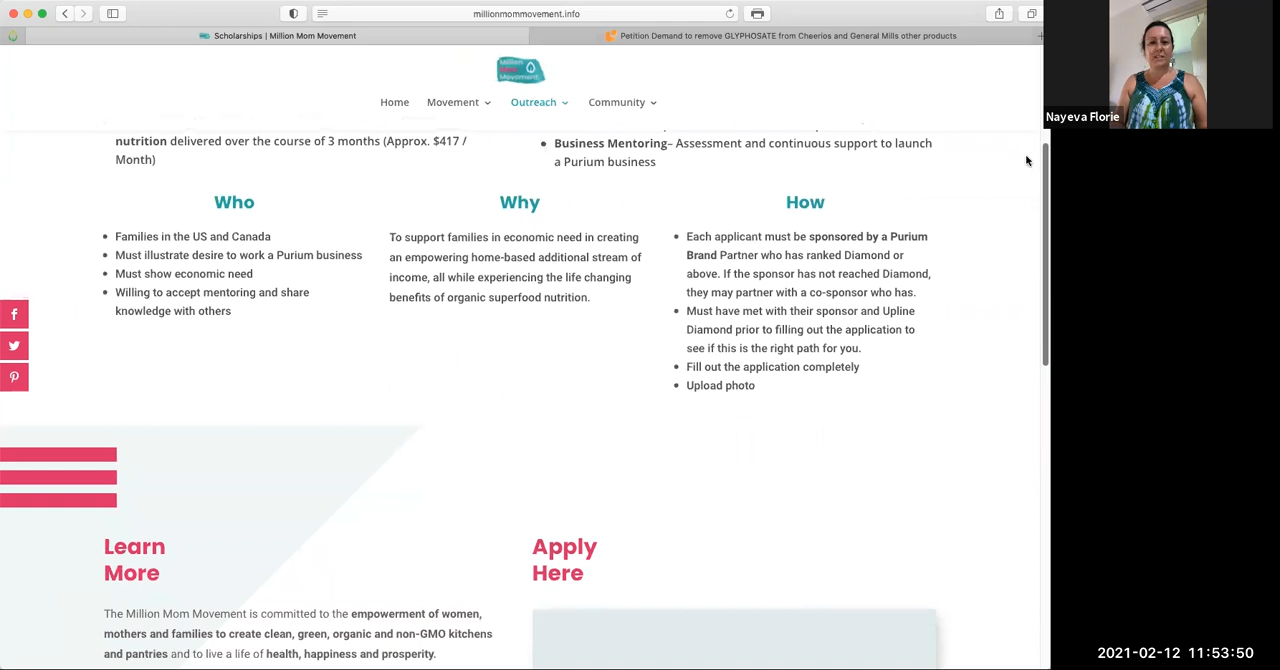 millionmommovement.info
Scholarships | Million Mom Movement
Petition Demand to remove GLYPHOSATE from Cheerios and General Mills other products
Nayeva Florie
Million
Mom
Movement
Home
Movement
Outreach
Community
nutrition delivered over the course of 3 months (Approx. $417 /
Month)
Business Mentoring– Assessment and continuous support to launch
a Purium business
Who
Families in the US and Canada
Must illustrate desire to work a Purium business
Must show economic need
Willing to accept mentoring and share
knowledge with others
Why
To support families in economic need in creating
an empowering home-based additional stream of
income, all while experiencing the life changing
benefits of organic superfood nutrition.
How
Each applicant must be sponsored by a Purium
Brand Partner who has ranked Diamond or
above. If the sponsor has not reached Diamond,
they may partner with a co-sponsor who has.
Must have met with their sponsor and Upline
Diamond prior to filling out the application to
see if this is the right path for you.
Fill out the application completely
Upload photo
Learn
More
The Million Mom Movement is committed to the empowerment of women,
mothers and families to create clean, green, organic and non-GMO kitchens
and pantries and to live a life of health, happiness and prosperity.
Apply
Here
2021-02-12 11:53:50